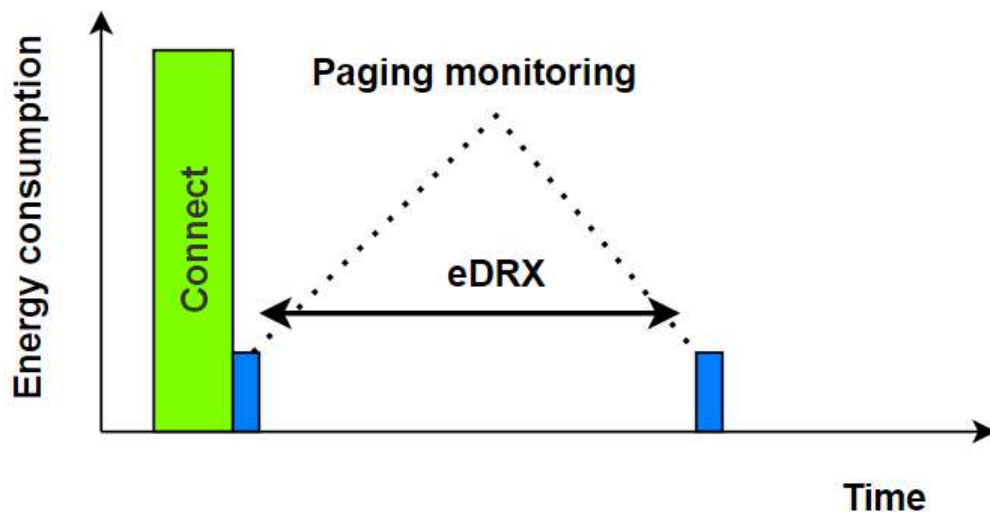 Energy consumption
Connect
Paging monitoring
eDRX
Time